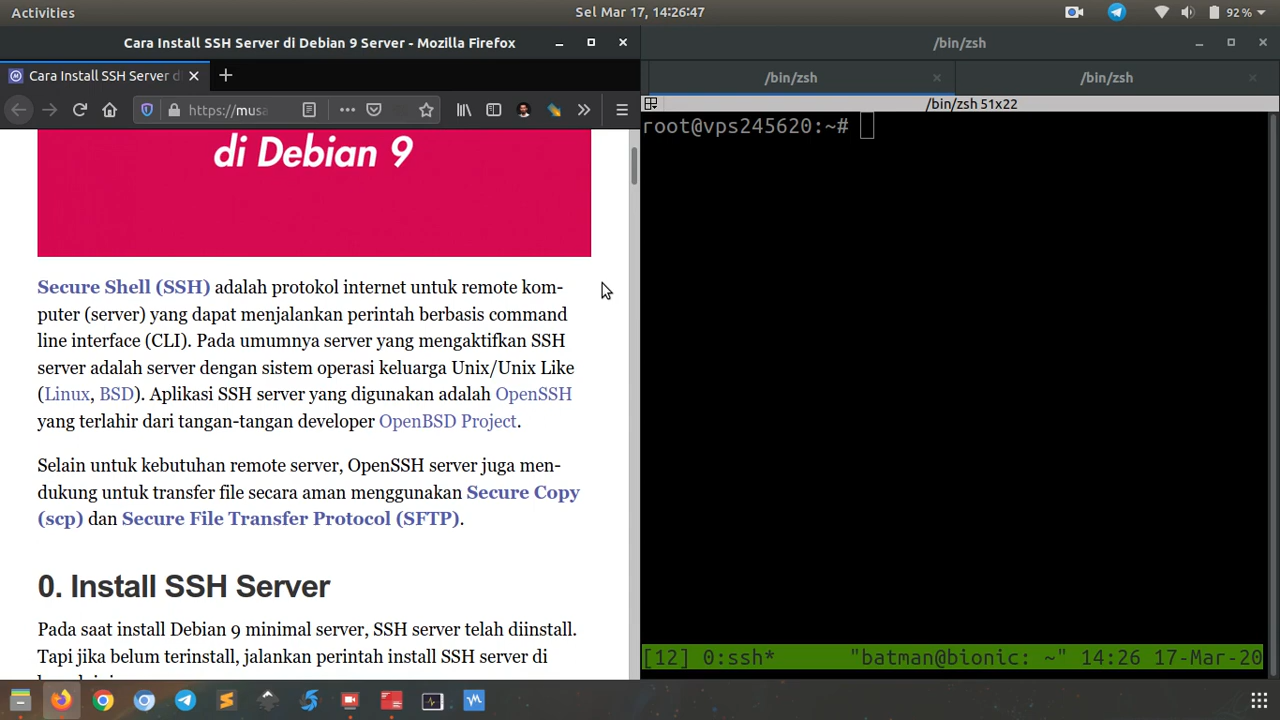 Activities
Sel Mar 17, 14:26:47
92 %
Cara Install SSH Server di Debian 9 Server - Mozilla Firefox
/bin/zsh
Cara Install SSH Server d
/bin/zsh
/bin/zsh
https://musa
/bin/zsh 51x22
root@vps245620:~#
di Debian 9
Secure Shell (SSH) adalah protokol internet untuk remote kom-
puter (server) yang dapat menjalankan perintah berbasis command
line interface (CLI). Pada umumnya server yang mengaktifkan SSH
server adalah server dengan sistem operasi keluarga Unix/Unix Like
(Linux, BSD). Aplikasi SSH server yang digunakan adalah OpenSSH
yang terlahir dari tangan-tangan developer OpenBSD Project.
Selain untuk kebutuhan remote server, OpenSSH server juga men-
dukung untuk transfer file secara aman menggunakan Secure Copy
(scp) dan Secure File Transfer Protocol (SFTP).
0. Install SSH Server
Pada saat install Debian 9 minimal server, SSH server telah diinstall.
Tapi jika belum terinstall, jalankan perintah install SSH server di
[12] 0:ssh* "batman@bionic: ~" 14:26 17-Mar-20